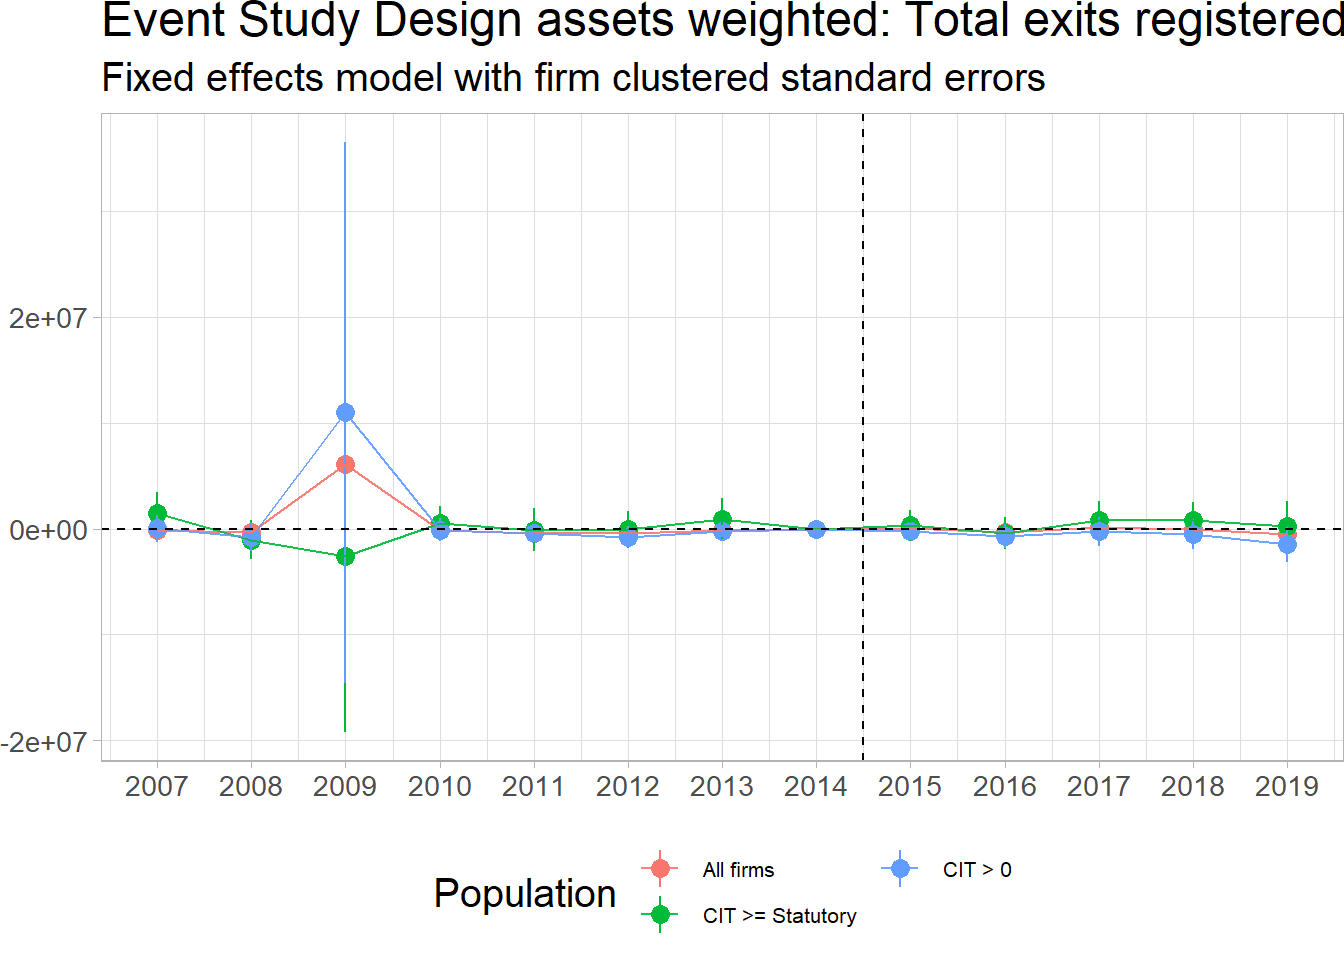 Event Study Design assets weighted: Total exits registered
Fixed effects model with firm clustered standard errors
2e+07
0e+00
-2e+07
2007 2008 2009 2010 2011 2012 2013 2014 2015 2016 2017 2018 2019
Population
All firms
CIT >= Statutory
CIT > 0